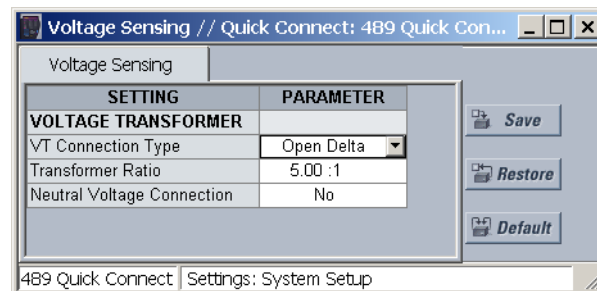 Voltage Sensing // Quick Connect: 489 Quick Con...
Voltage Sensing
SETTING PARAMETER
VOLTAGE TRANSFORMER
VT Connection Type Open Delta
Transformer Ratio 5.00 :1
Neutral Voltage Connection No
Save
Restore
Default
489 Quick Connect Settings: System Setup